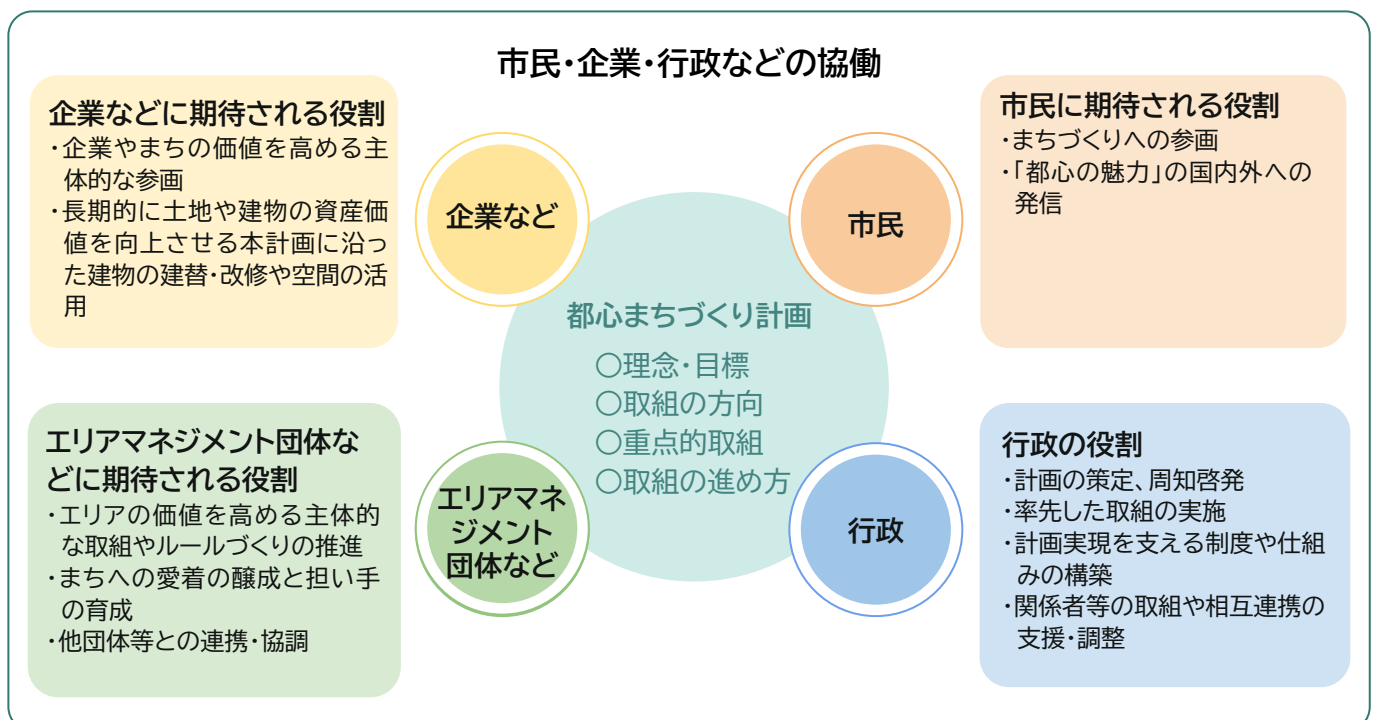 市民・企業・行政などの協働
企業などに期待される役割
・企業やまちの価値を高める主
体的な参画
・長期的に土地や建物の資産価
値を向上させる本計画に沿っ
た建物の建替・改修や空間の活
用
企業など
市民
市民に期待される役割
・まちづくりへの参画
・「都心の魅力」の国内外への
発信
都心まちづくり計画
〇理念・目標
〇取組の方向
〇重点的取組
〇取組の進め方
エリアマネジメント団体な
どに期待される役割
・エリアの価値を高める主体的
な取組やルールづくりの推進
・まちへの愛着の醸成と担い手
の育成
・他団体等との連携・協調
エリアマネ
ジメント
団体など
行政
行政の役割
・計画の策定、周知啓発
・率先した取組の実施
・計画実現を支える制度や仕組
みの構築
・関係者等の取組や相互連携の
支援・調整